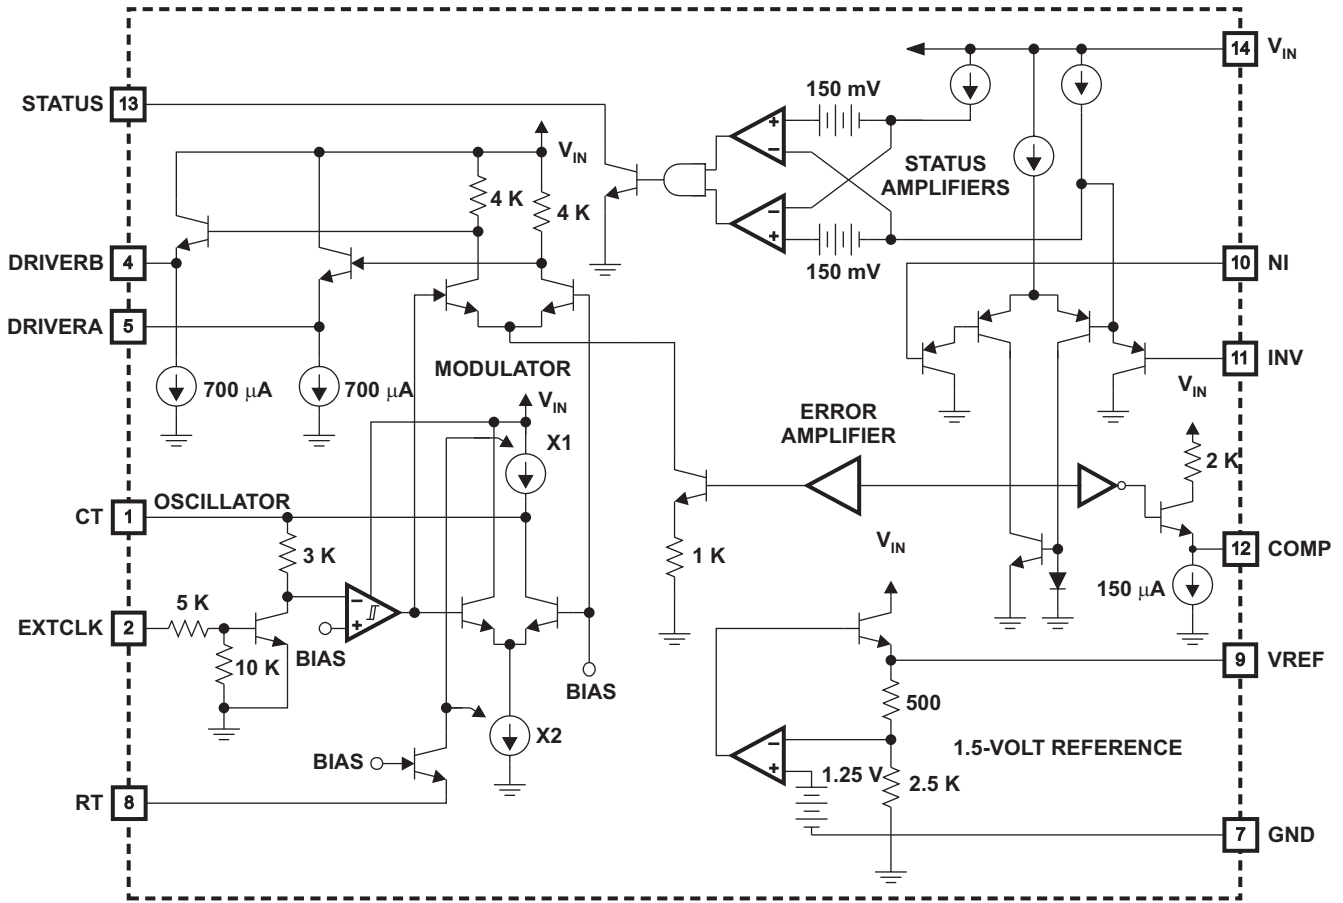 14 VIN
STATUS 13
150 mV
VIN
STATUS
AMPLIFIERS
4 K
4 K
DRIVERB 4
10 NI
150 mV
DRIVERA 5
11 INV
MODULATOR
700 µA
700 µA
VIN
VIN
X1
ERROR
AMPLIFIER
2 K
OSCILLATOR
CT 1
3 K
1 K
VIN
12 COMP
150 µA
5 K
EXTCLK 2
BIAS
10 K
BIAS
9 VREF
500
X2
BIAS
1.5-VOLT REFERENCE
1.25 V
2.5 K
RT 8
7 GND